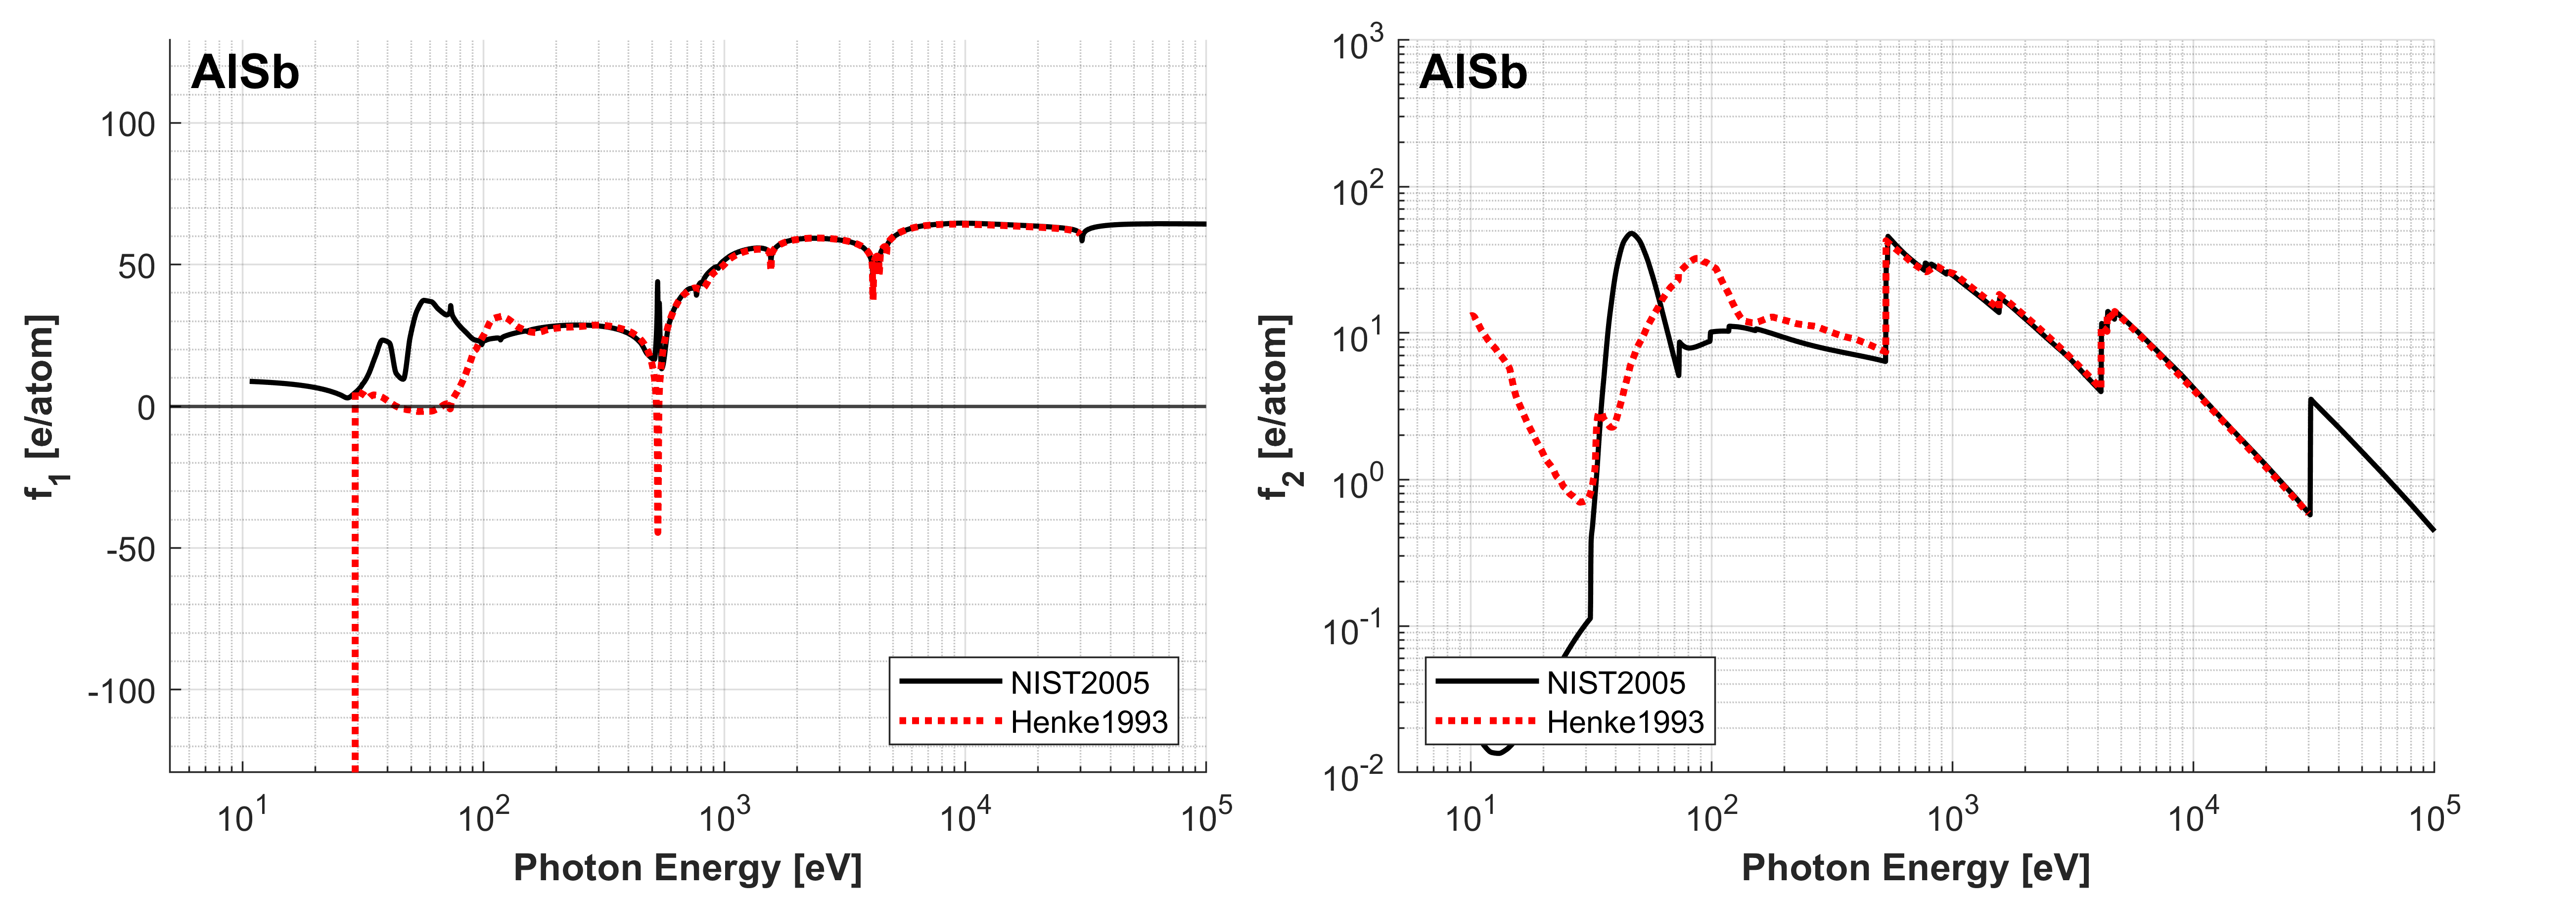 AlSb
100
50
0
-50
-100
f₁ [e/atom]
10¹ 10² 10³ 10⁴ 10⁵
Photon Energy [eV]
NIST2005
Henke1993
AlSb
10³
10²
10¹
10⁰
10⁻¹
10⁻²
f₂ [e/atom]
10¹ 10² 10³ 10⁴ 10⁵
Photon Energy [eV]
NIST2005
Henke1993